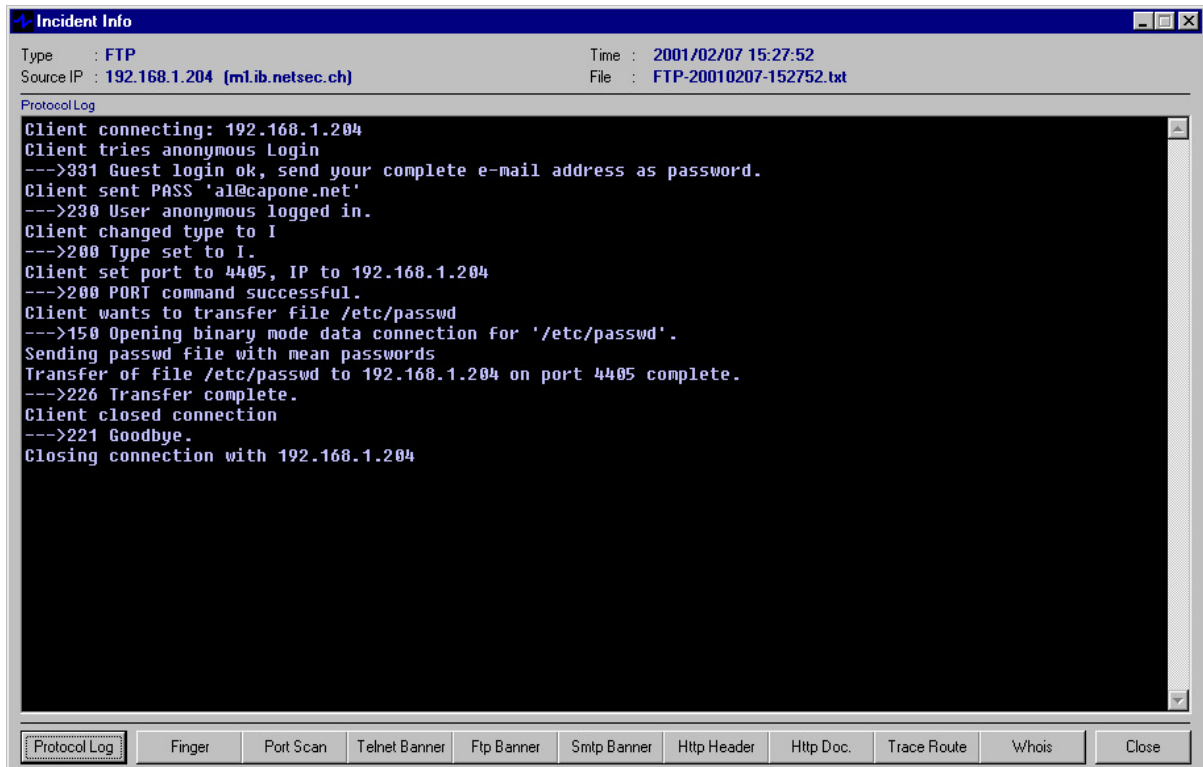 Incident Info
Type : FTP
Time : 2001/02/07 15:27:52
Source IP : 192.168.1.204 (m1.ib.netsec.ch)
File : FTP-20010207-152752.txt
Protocol Log
Client connecting: 192.168.1.204
Client tries anonymous Login
--->331 Guest login ok, send your complete e-mail address as password.
Client sent PASS 'al@capone.net'
--->230 User anonymous logged in.
Client changed type to I
--->200 Type set to I.
Client set port to 4405, IP to 192.168.1.204
--->200 PORT command successful.
Client wants to transfer file /etc/passwd
--->150 Opening binary mode data connection for '/etc/passwd'.
Sending passwd file with mean passwords
Transfer of file /etc/passwd to 192.168.1.204 on port 4405 complete.
--->226 Transfer complete.
Client closed connection
--->221 Goodbye.
Closing connection with 192.168.1.204
Protocol Log Finger Port Scan Telnet Banner Ftp Banner Smtp Banner Http Header Http Doc. Trace Route Whois Close